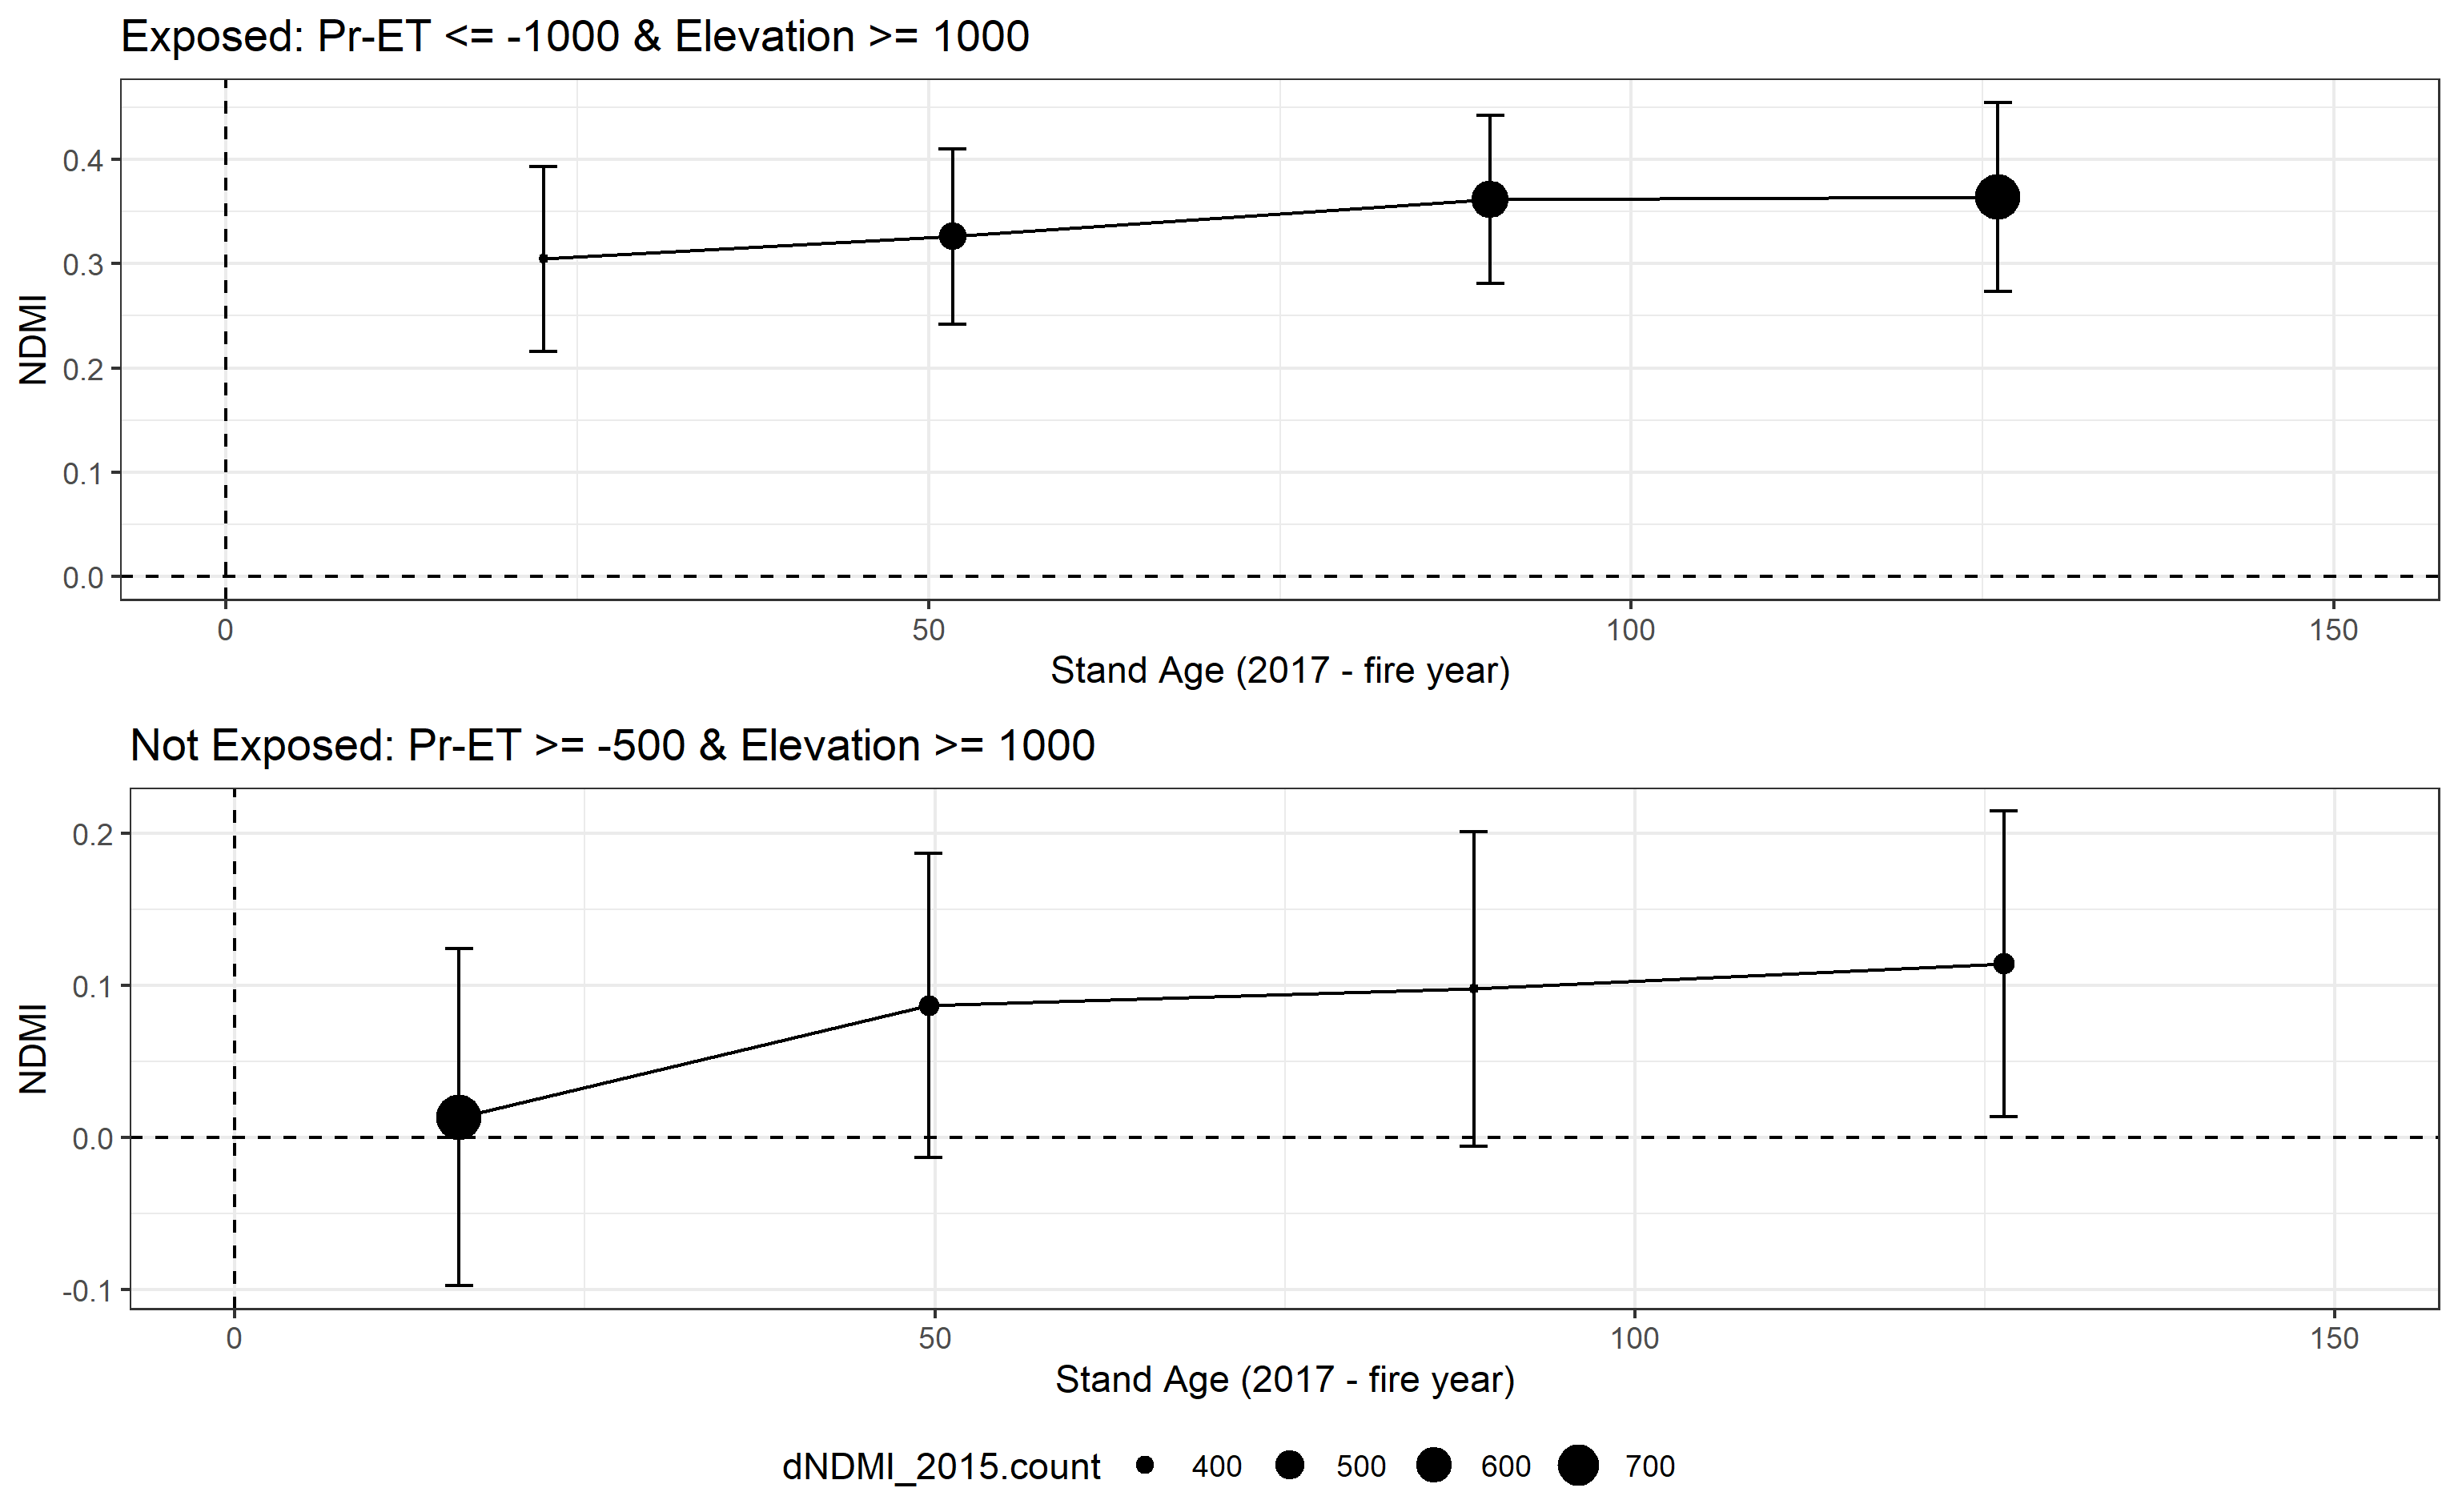 Exposed: Pr-ET <= -1000 & Elevation >= 1000
NDMI
0.4
0.3
0.2
0.1
0.0
0 50 100 150
Stand Age (2017 - fire year)
Not Exposed: Pr-ET >= -500 & Elevation >= 1000
NDMI
0.2
0.1
0.0
-0.1
0 50 100 150
Stand Age (2017 - fire year)
dNDMI_2015.count 400 500 600 700